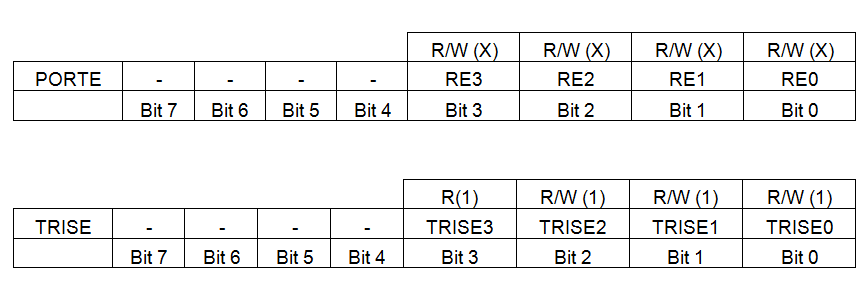 R/W (X) R/W (X) R/W (X) R/W (X)
PORTE - - - - RE3 RE2 RE1 RE0
Bit 7 Bit 6 Bit 5 Bit 4 Bit 3 Bit 2 Bit 1 Bit 0
R(1) R/W (1) R/W (1) R/W (1)
TRISE - - - - TRISE3 TRISE2 TRISE1 TRISE0
Bit 7 Bit 6 Bit 5 Bit 4 Bit 3 Bit 2 Bit 1 Bit 0